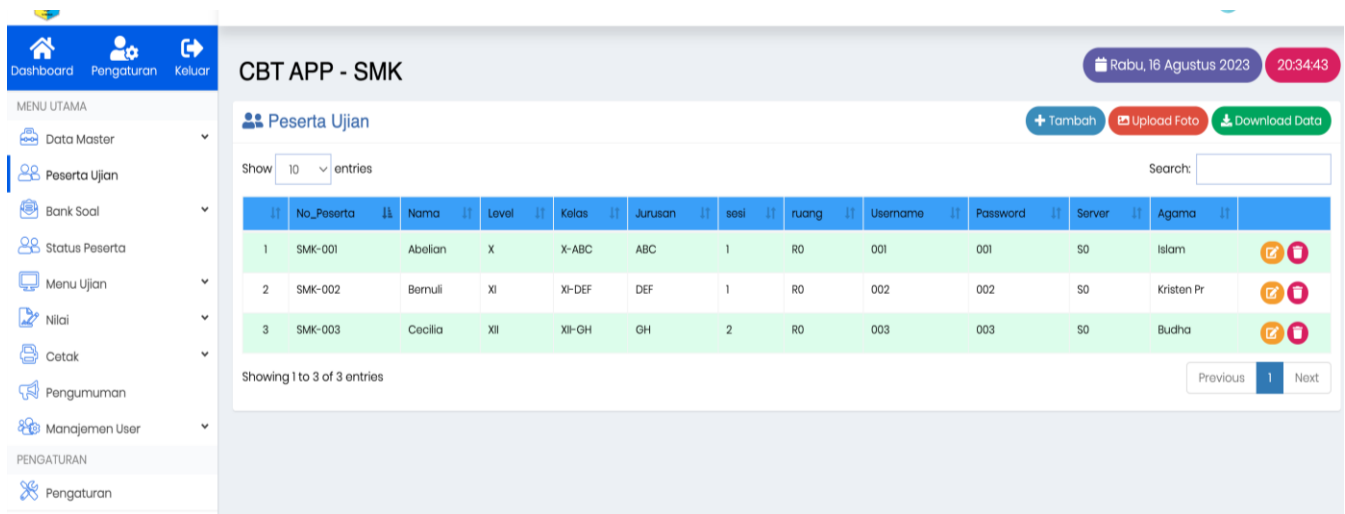 Dashboard Pengaturan Keluar
MENU UTAMA
Data Master
Peserta Ujian
Bank Soal
Status Peserta
Menu Ujian
Nilai
Cetak
Pengumuman
Manajemen User
PENGATURAN
Pengaturan
CBT APP - SMK
Rabu, 16 Agustus 2023 20:34:43
Peserta Ujian
+ Tambah Upload Foto Download Data
Show 10 entries Search:
No_Peserta Nama Level Kelas Jurusan sesi ruang Username Password Server Agama
1 SMK-001 Abelian X X-ABC ABC 1 R0 001 001 S0 Islam
2 SMK-002 Bernuli XI XI-DEF DEF 1 R0 002 002 S0 Kristen Pr
3 SMK-003 Cecilia XII XII-GH GH 2 R0 003 003 S0 Budha
Showing 1 to 3 of 3 entries
Previous 1 Next